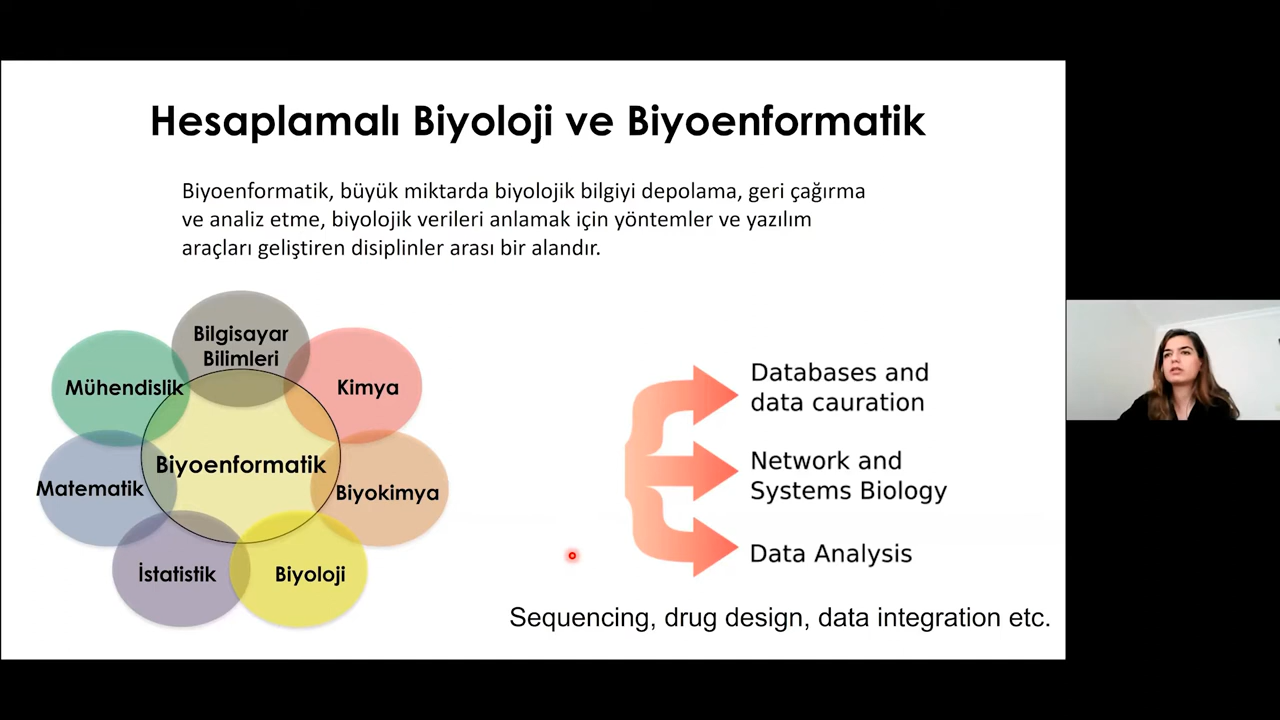 Hesaplamalı Biyoloji ve Biyoenformatik
Biyoenformatik, büyük miktarda biyolojik bilgiyi depolama, geri çağırma
ve analiz etme, biyolojik verileri anlamak için yöntemler ve yazılım
araçları geliştiren disiplinler arası bir alandır.
Bilgisayar
Bilimleri
Mühendislik
Kimya
Biyoenformatik
Matematik
Biyokimya
İstatistik
Biyoloji
Databases and
data cauration
Network and
Systems Biology
Data Analysis
Sequencing, drug design, data integration etc.